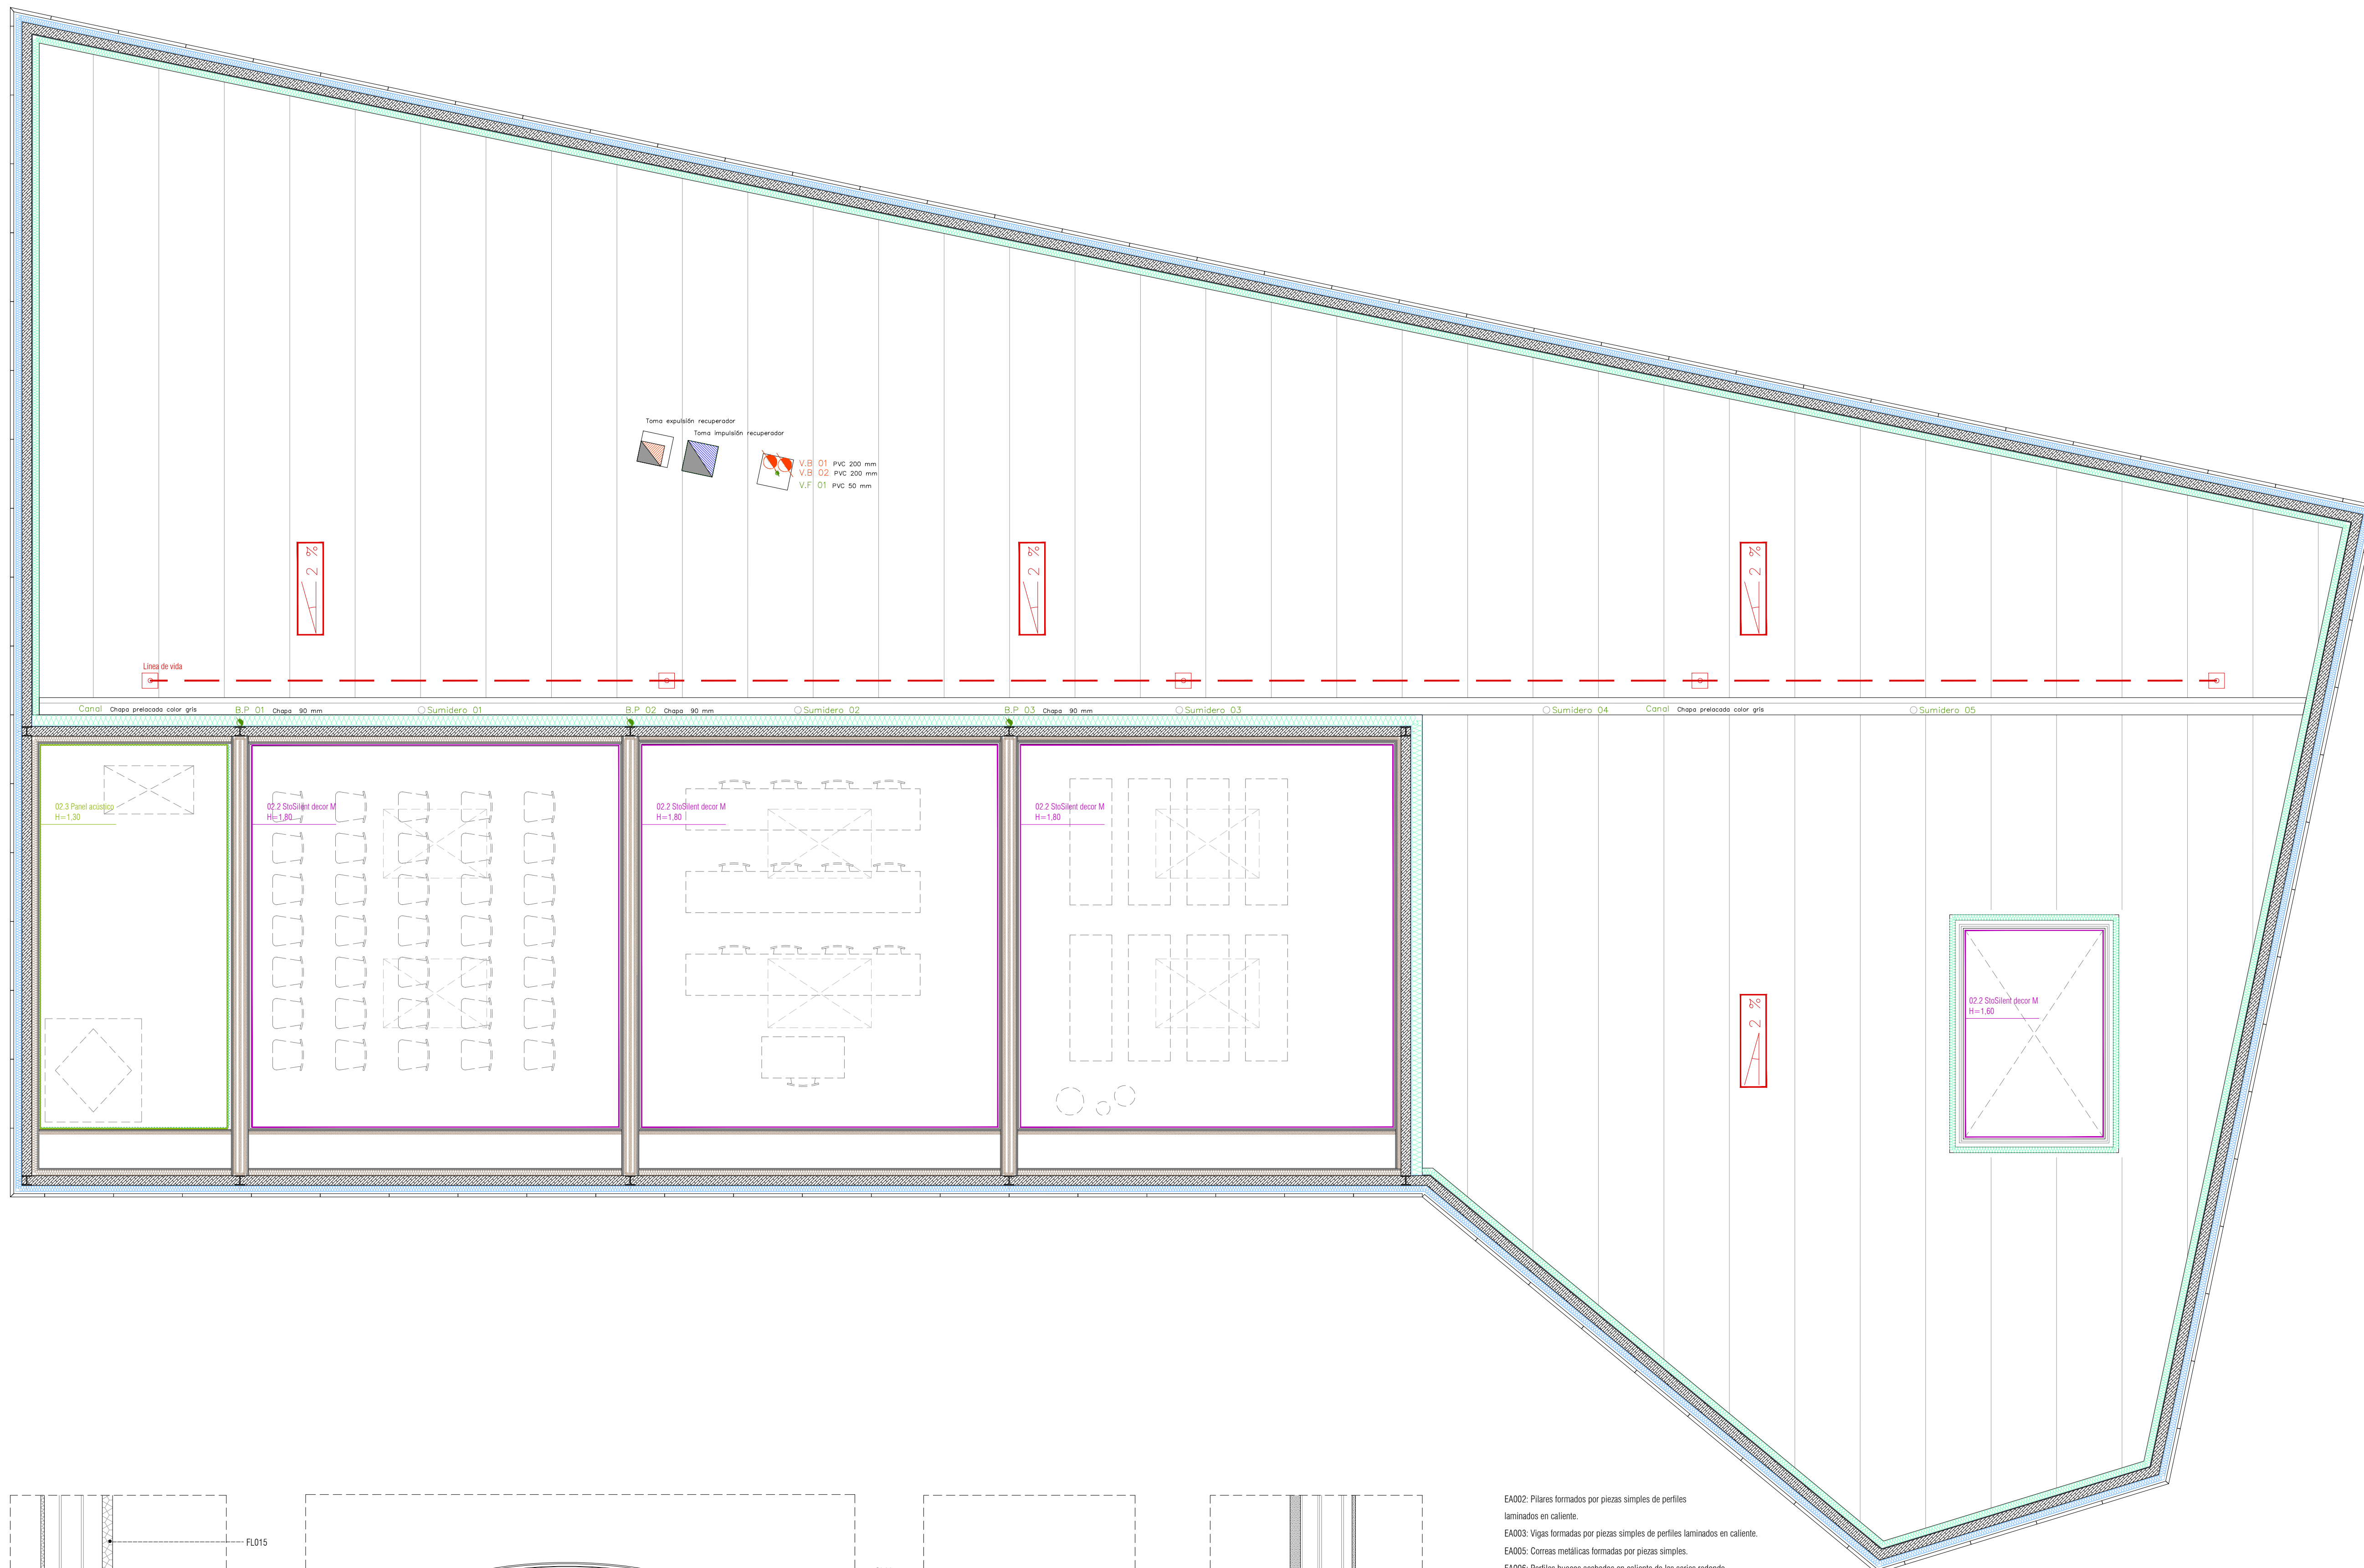 Toma expulsión recuperador
Toma impulsión recuperador
V.B 01 PVC 200 mm
V.B 02 PVC 200 mm
V.F 01 PVC 50 mm
2 %
2 %
2 %
Línea de vida
Canal Chapa prelacada color gris
B.P 01 Chapa 90 mm
Sumidero 01
B.P 02 Chapa 90 mm
Sumidero 02
B.P 03 Chapa 90 mm
Sumidero 03
Sumidero 04
Canal Chapa prelacada color gris
Sumidero 05
02.3 Panel acústico
H=1,30
02.2 StoSilent decor M
H=1,80
02.2 StoSilent decor M
H=1,80
02.2 StoSilent decor M
H=1,80
2 %
02.2 StoSilent decor M
H=1,60
FL015
EA002: Pilares formados por piezas simples de perfiles
laminados en caliente.
EA003: Vigas formadas por piezas simples de perfiles laminados en caliente.
EA005: Correas metálicas formadas por piezas simples.